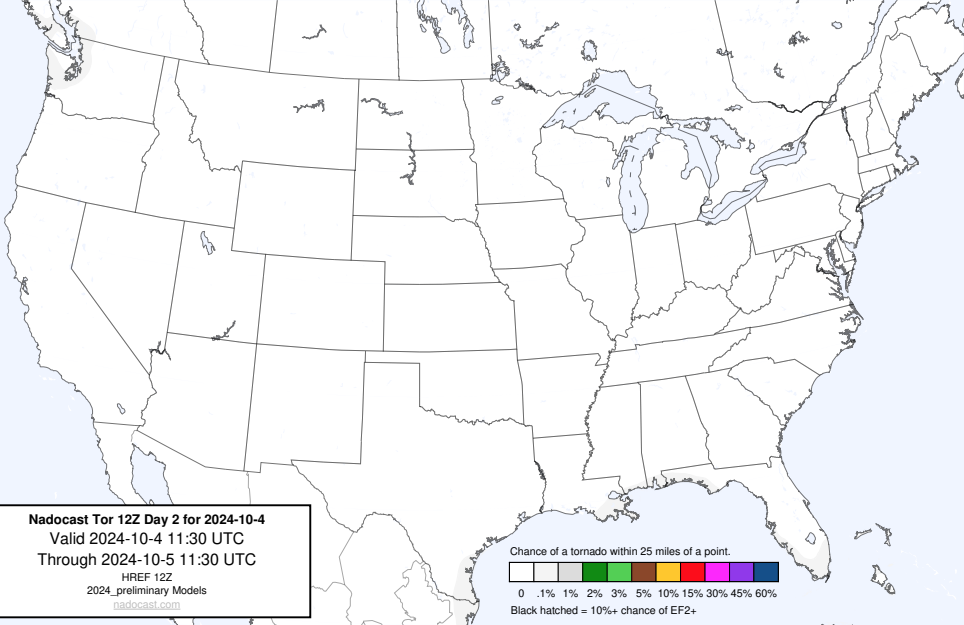 Nadocast Tor 12Z Day 2 for 2024-10-4
Valid 2024-10-4 11:30 UTC
Through 2024-10-5 11:30 UTC
HREF 12Z
2024_preliminary Models
nadocast.com
Chance of a tornado within 25 miles of a point.
0 .1% 1% 2% 3% 5% 10% 15% 30% 45% 60%
Black hatched = 10%+ chance of EF2+